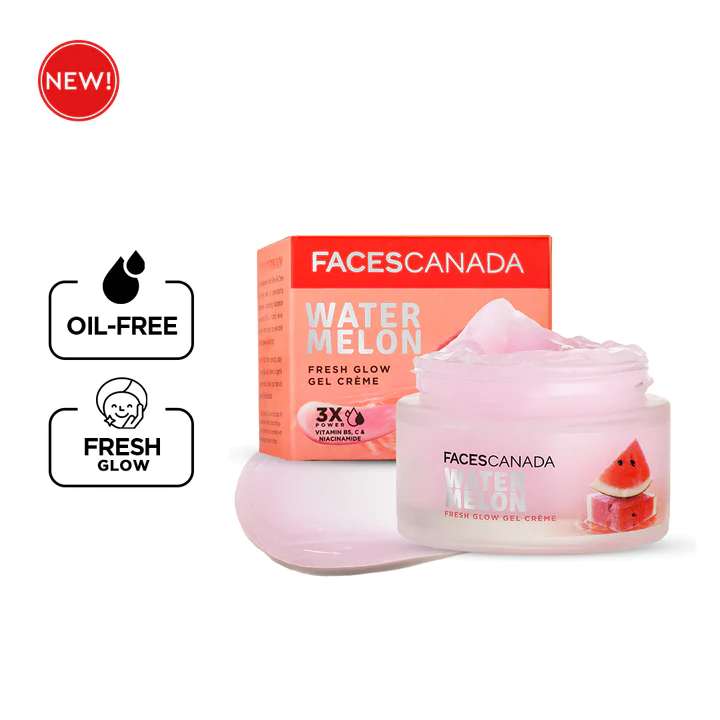 NEW!
OIL-FREE
FRESH
GLOW
FACESCANADA
WATER
MELON
FRESH GLOW
GEL CRÈME
3X
POWER
VITAMIN B5, C &
NIACINAMIDE
FACESCANADA
WATER
MELON
FRESH GLOW GEL CRÈME